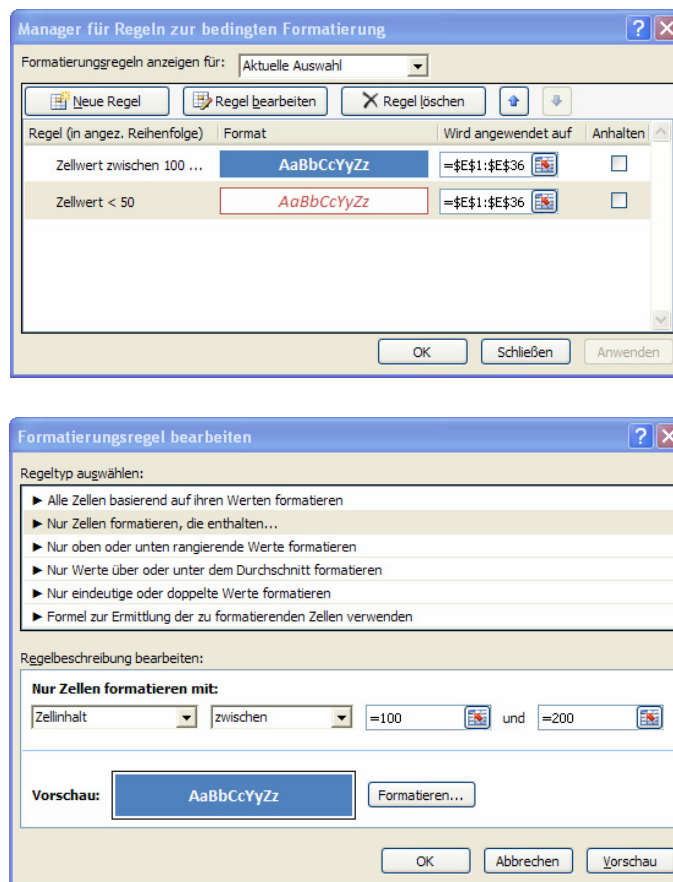 Manager für Regeln zur bedingten Formatierung
Formatierungsregeln anzeigen für: Aktuelle Auswahl
Neue Regel Regel bearbeiten Regel löschen
Regel (in angez. Reihenfolge) Format Wird angewendet auf Anhalten
Zellwert zwischen 100 ... AaBbCcYyZz =$E$1:$E$36
Zellwert < 50 AaBbCcYyZz =$E$1:$E$36
OK Schließen Anwenden
Formatierungsregel bearbeiten
Regeltyp auswählen:
► Alle Zellen basierend auf ihren Werten formatieren
► Nur Zellen formatieren, die enthalten...
► Nur oben oder unten rangierende Werte formatieren
► Nur Werte über oder unter dem Durchschnitt formatieren
► Nur eindeutige oder doppelte Werte formatieren
► Formel zur Ermittlung der zu formatierenden Zellen verwenden
Regelbeschreibung bearbeiten:
Nur Zellen formatieren mit:
Zellinhalt zwischen =100 und =200
Vorschau: AaBbCcYyZz Formatieren...
OK Abbrechen Vorschau